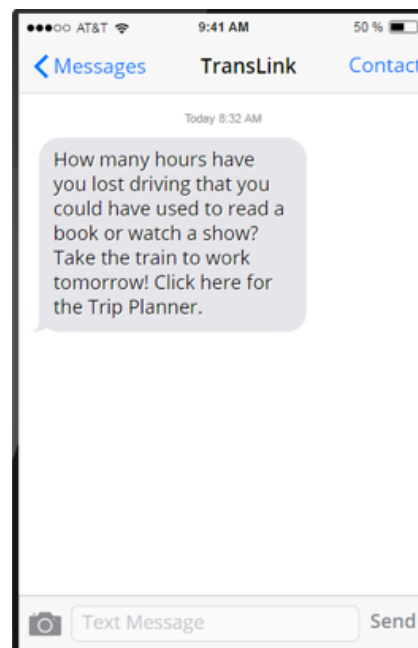 AT&T 9:41 AM 50 %
Messages TransLink Contact
Today 8:32 AM
How many hours have
you lost driving that you
could have used to read a
book or watch a show?
Take the train to work
tomorrow! Click here for
the Trip Planner.
Text Message Send